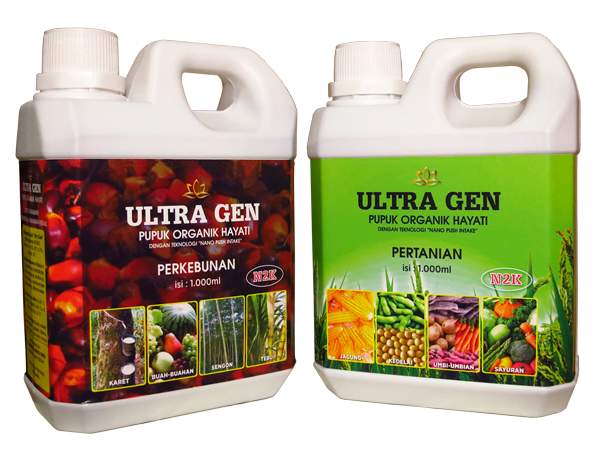 ULTRA GEN
PUPUK ORGANIK HAYATI
DENGAN TEKNOLOGI "NANO PUSH INTAKE"
PERKEBUNAN
isi : 1.000ml
N2K
KARET
BUAH-BUAHAN
SENGON
TEBU
ULTRA GEN
PUPUK ORGANIK HAYATI
DENGAN TEKNOLOGI "NANO PUSH INTAKE"
PERTANIAN
isi : 1.000ml
N2K
JAGUNG
KEDELAI
UMBI-UMBIAN
SAYURAN